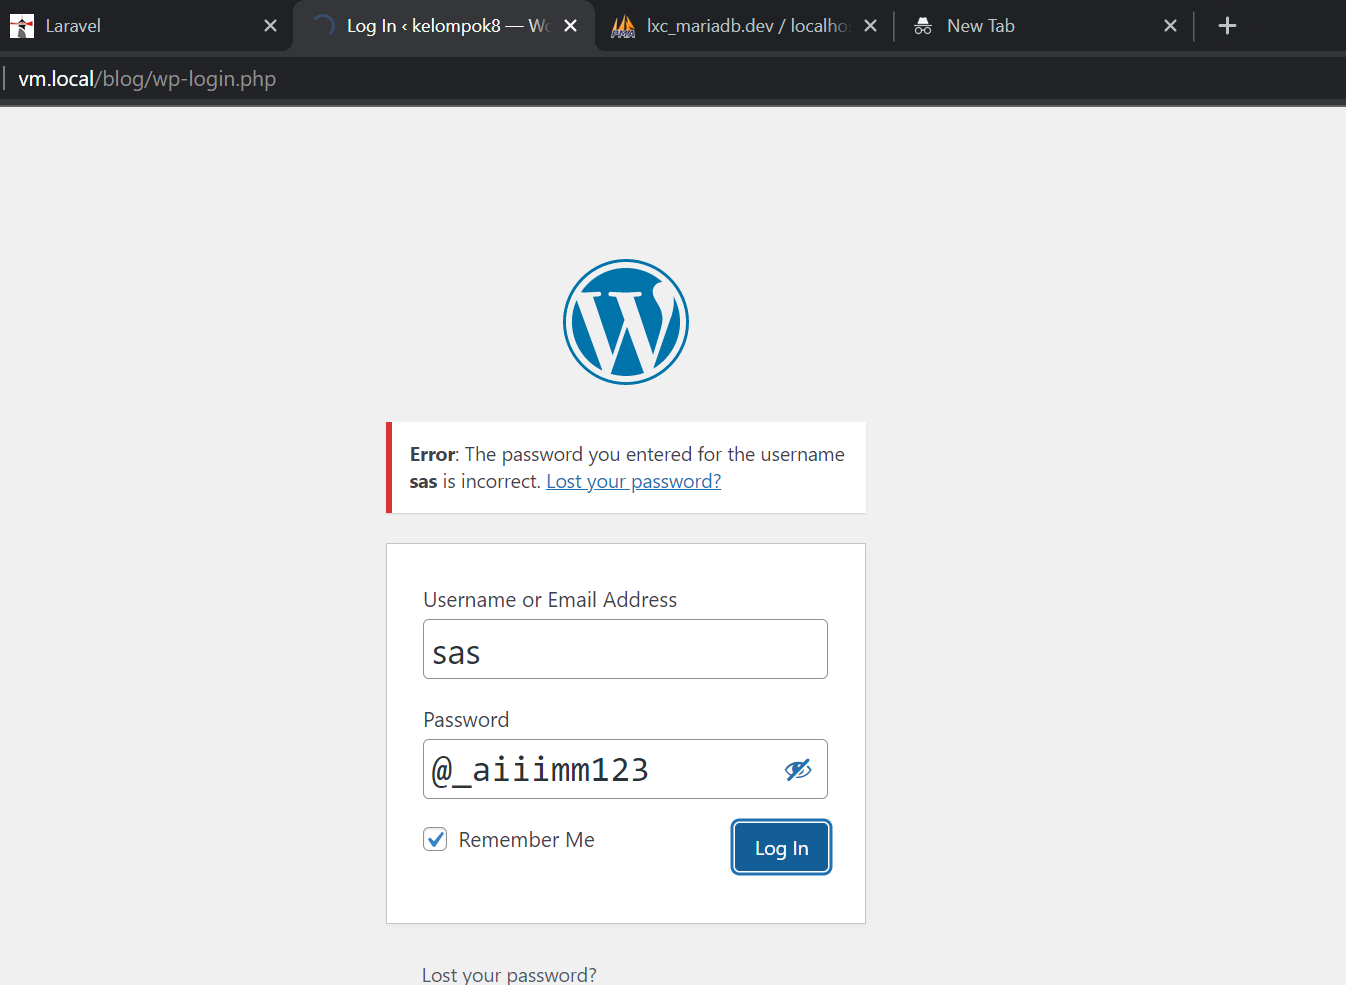 Laravel
Log In ‹ kelompok8 — Wo
lxc_mariadb.dev / localhos
New Tab
vm.local/blog/wp-login.php
Error: The password you entered for the username
sas is incorrect. Lost your password?
Username or Email Address
sas
Password
@_aiiimm123
Remember Me
Log In
Lost your password?